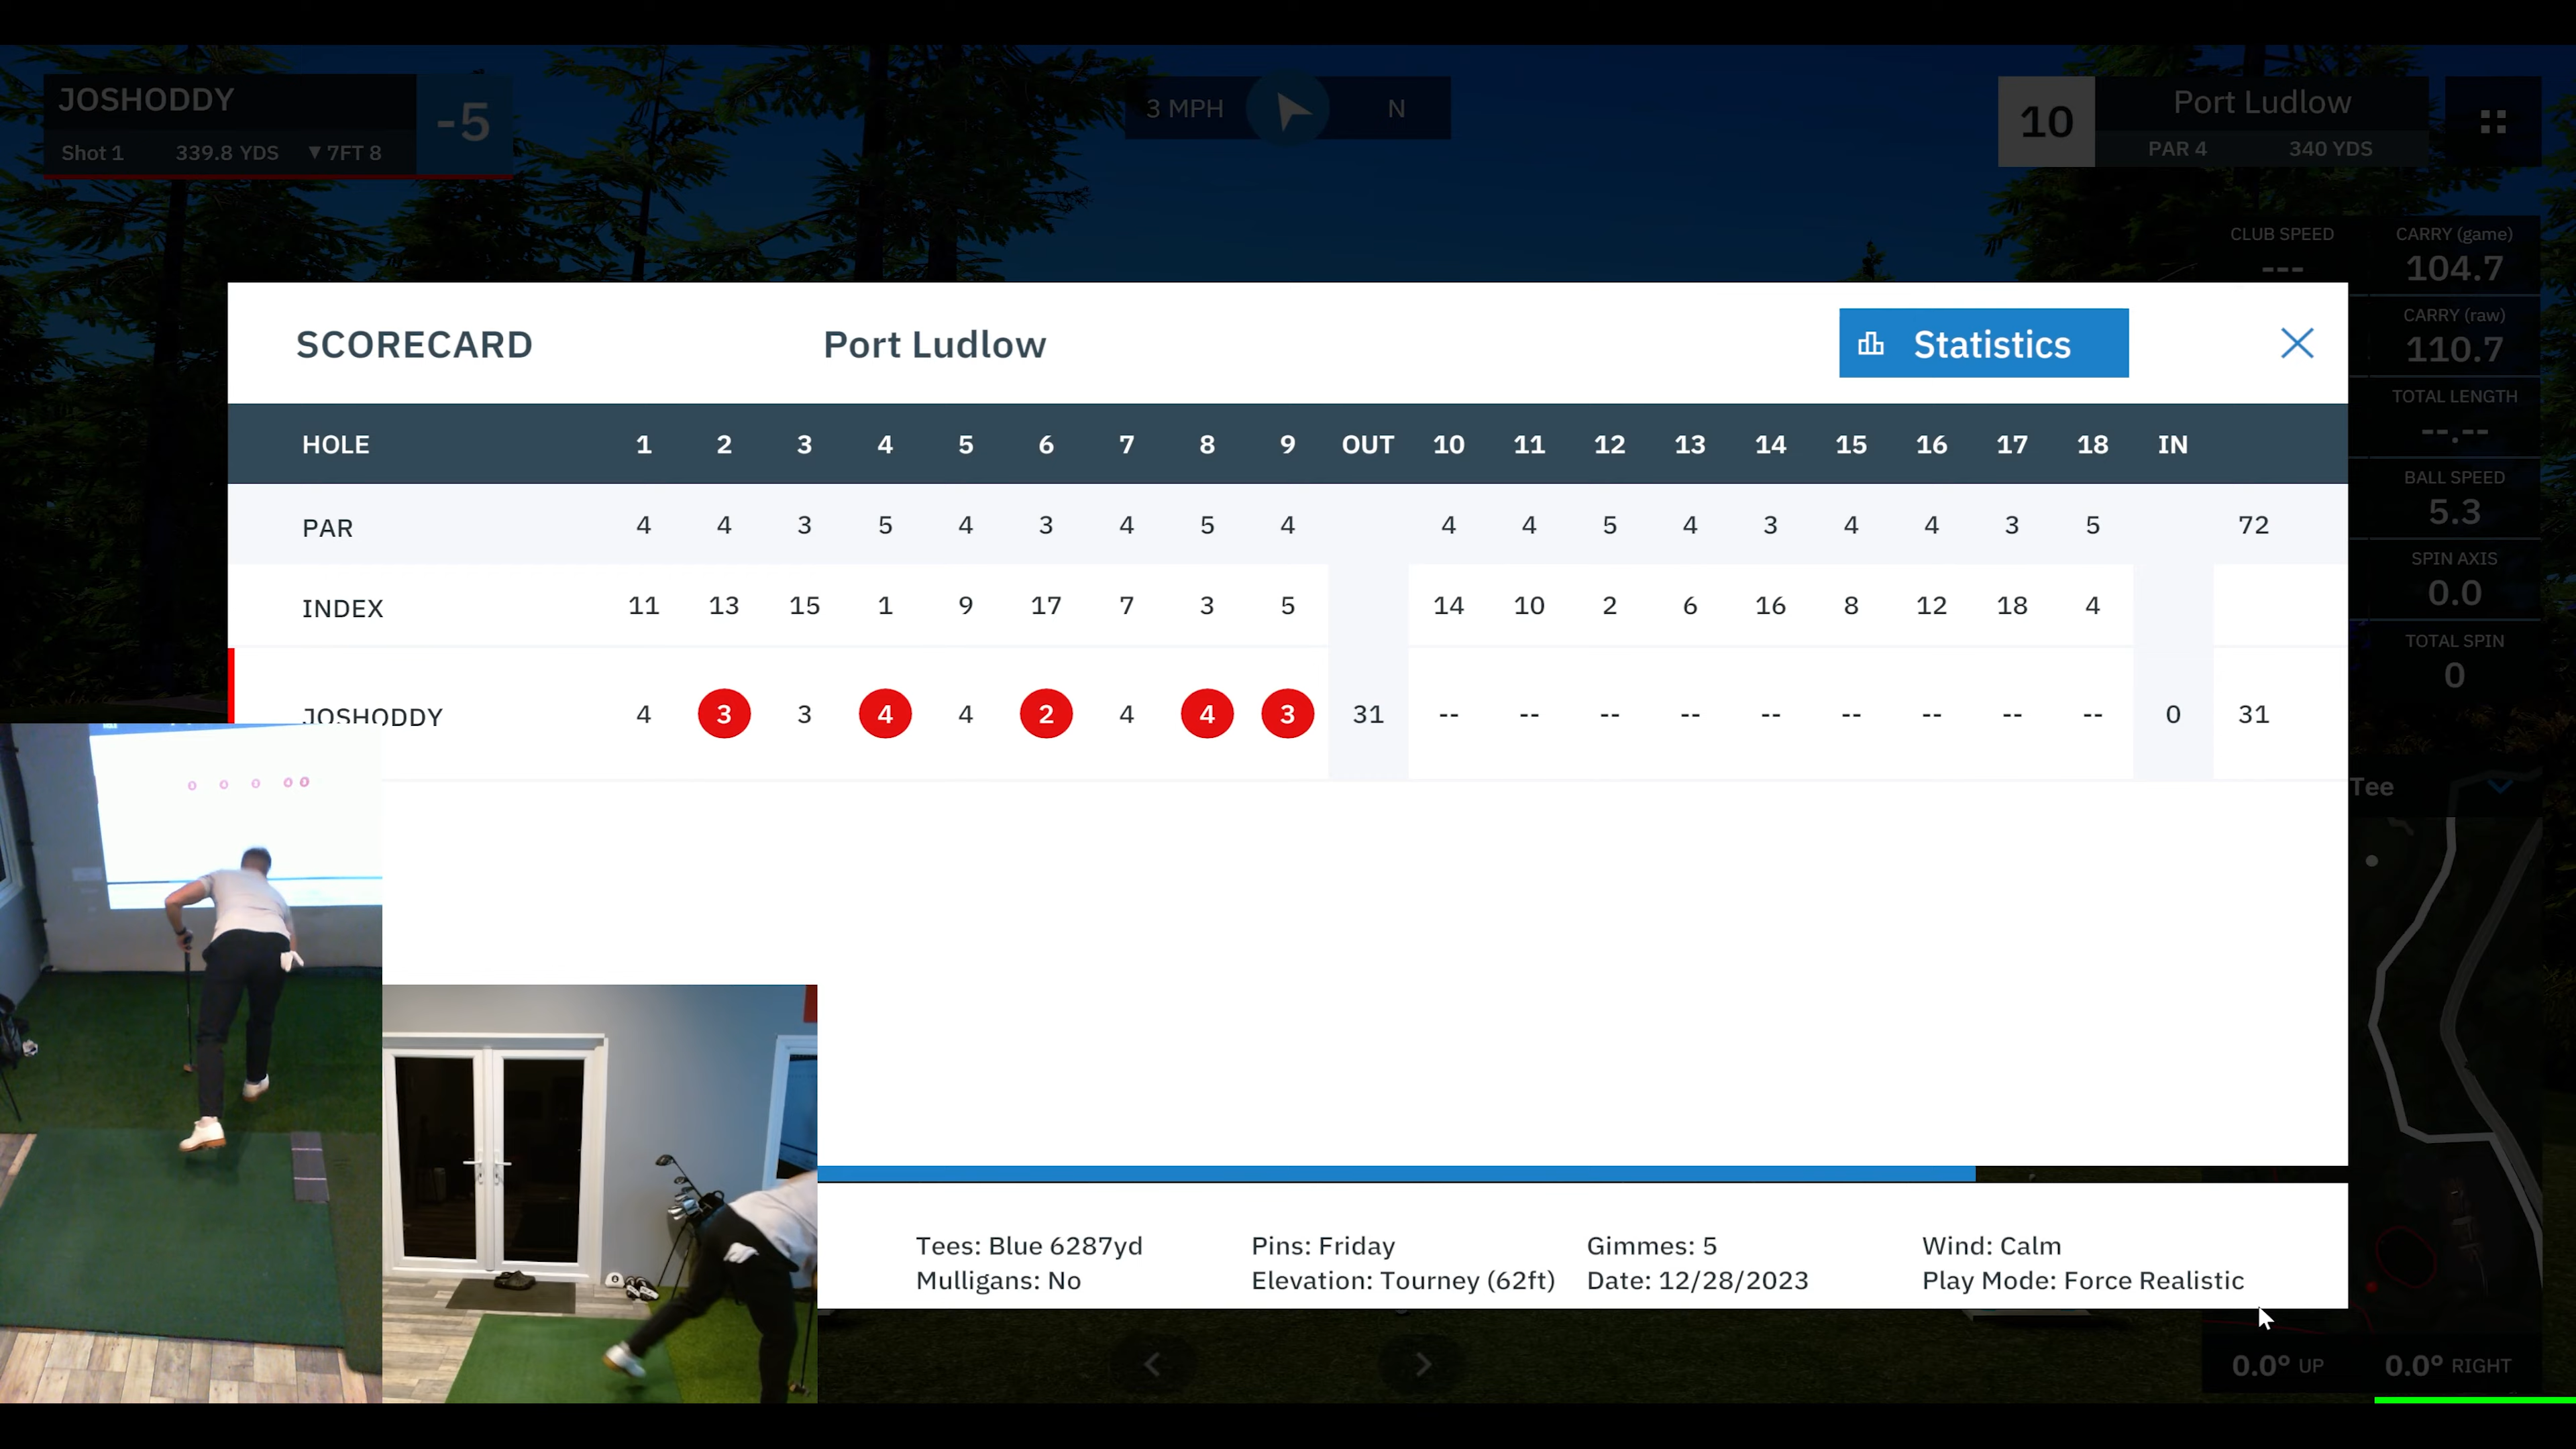 JOSHODDY
-5
Shot 1 339.8 YDS ▼7FT 8
3 MPH N
10
Port Ludlow
PAR 4 340 YDS
CLUB SPEED
---
CARRY (game)
104.7
CARRY (raw)
110.7
TOTAL LENGTH
--.--
BALL SPEED
5.3
SPIN AXIS
0.0
TOTAL SPIN
0
Tee
SCORECARD Port Ludlow Statistics
HOLE 1 2 3 4 5 6 7 8 9 OUT 10 11 12 13 14 15 16 17 18 IN
PAR 4 4 3 5 4 3 4 5 4 4 4 5 4 3 4 4 3 5 72
INDEX 11 13 15 1 9 17 7 3 5 14 10 2 6 16 8 12 18 4
JOSHODDY 4 3 3 4 4 2 4 4 3 31 -- -- -- -- -- -- -- -- -- 0 31
Tees: Blue 6287yd Pins: Friday Gimmes: 5 Wind: Calm
Mulligans: No Elevation: Tourney (62ft) Date: 12/28/2023 Play Mode: Force Realistic
0.0° UP 0.0° RIGHT